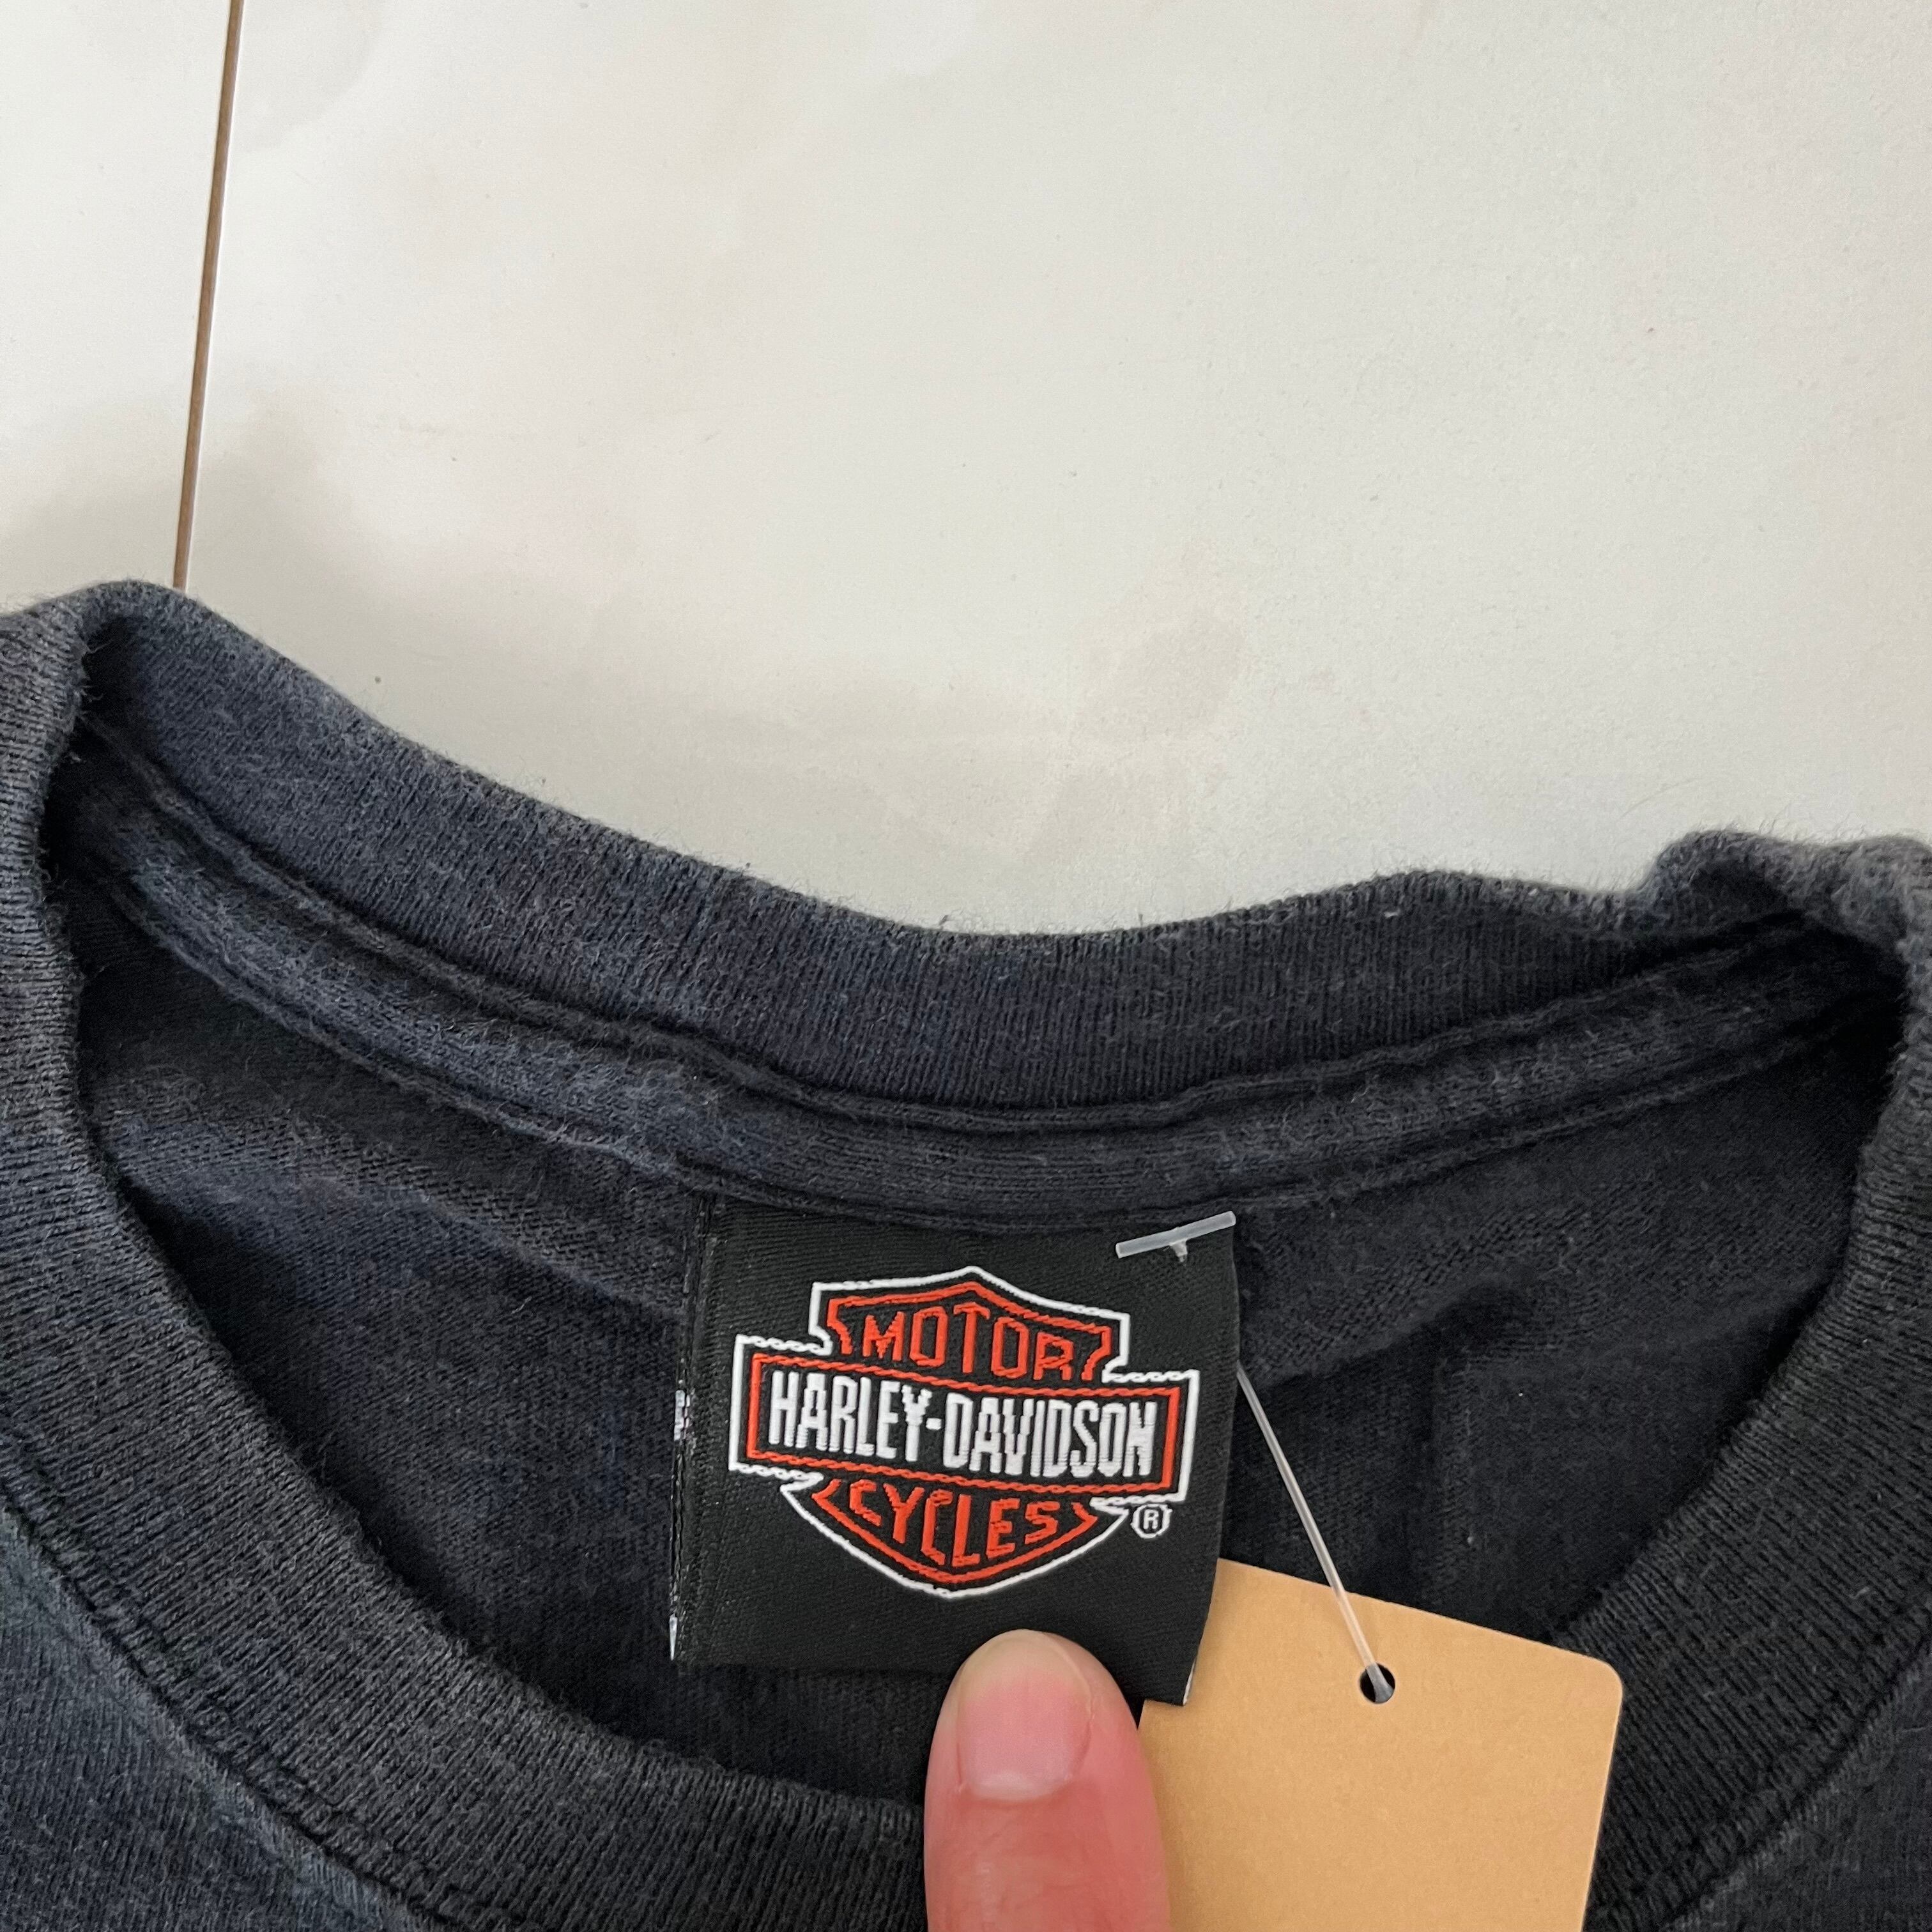 MOTOR
HARLEY-DAVIDSON
CYCLES
®